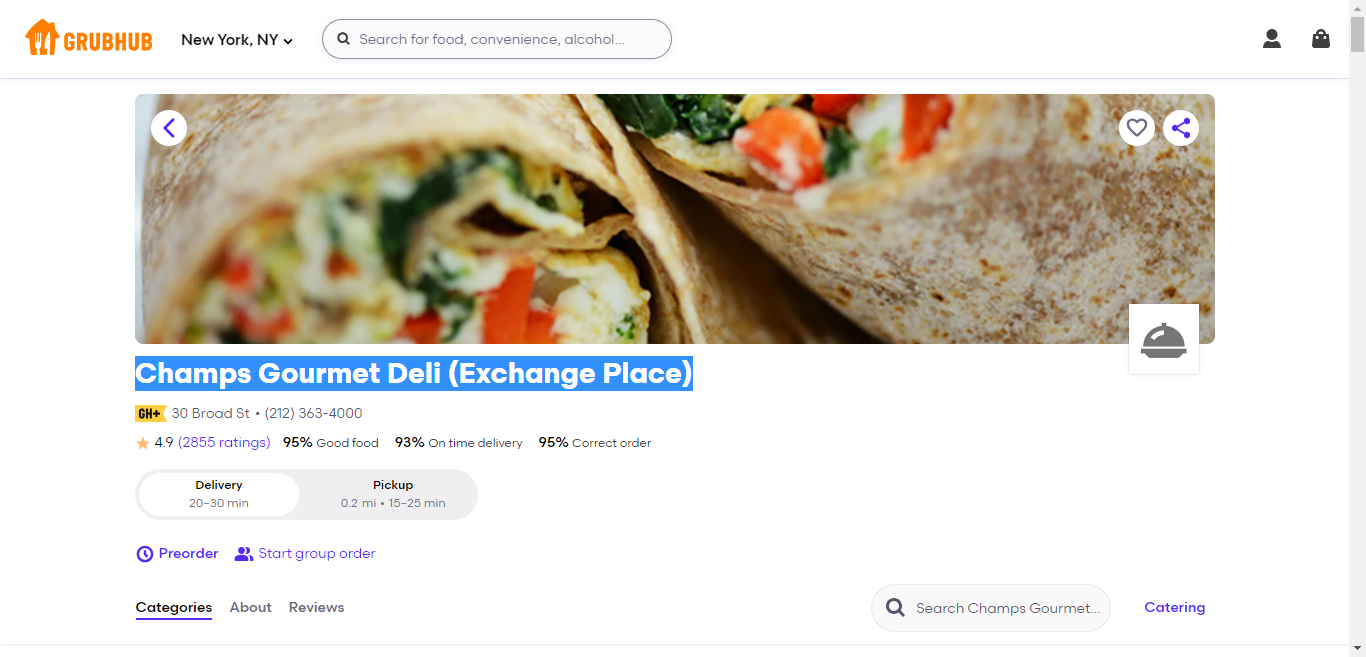 GRUBHUB
New York, NY
Search for food, convenience, alcohol...
Champs Gourmet Deli (Exchange Place)
GH+ 30 Broad St • (212) 363-4000
4.9 (2855 ratings) 95% Good food 93% On time delivery 95% Correct order
Delivery
20–30 min
Pickup
0.2 mi • 15–25 min
Preorder
Start group order
Categories
About
Reviews
Search Champs Gourmet...
Catering